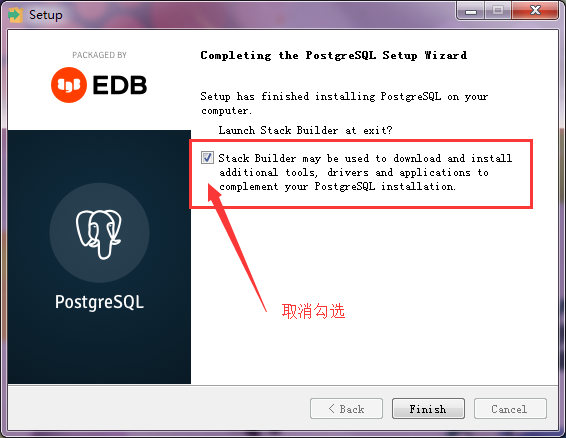 Setup
PACKAGED BY
EDB
PostgreSQL
Completing the PostgreSQL Setup Wizard
Setup has finished installing PostgreSQL on your
computer.
Launch Stack Builder at exit?
Stack Builder may be used to download and install
additional tools, drivers and applications to
complement your PostgreSQL installation.
取消勾选
< Back
Finish
Cancel